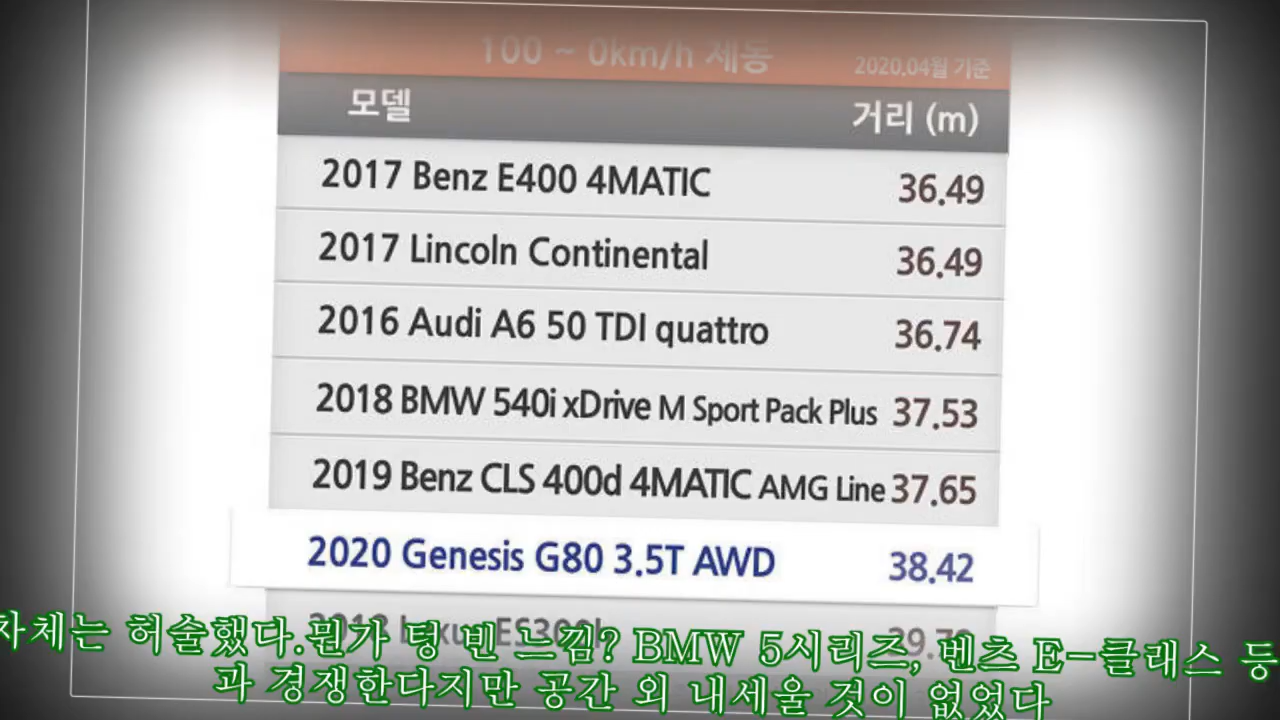 100 ~ 0km/h 제동 2020.04월 기준
모델 거리 (m)
2017 Benz E400 4MATIC 36.49
2017 Lincoln Continental 36.49
2016 Audi A6 50 TDI quattro 36.74
2018 BMW 540i xDrive M Sport Pack Plus 37.53
2019 Benz CLS 400d 4MATIC AMG Line 37.65
2020 Genesis G80 3.5T AWD 38.42
ES300h
차체는 허술했다.뭔가 텅 빈 느낌? BMW 5시리즈, 벤츠 E-클래스 등
과 경쟁한다지만 공간 외 내세울 것이 없었다